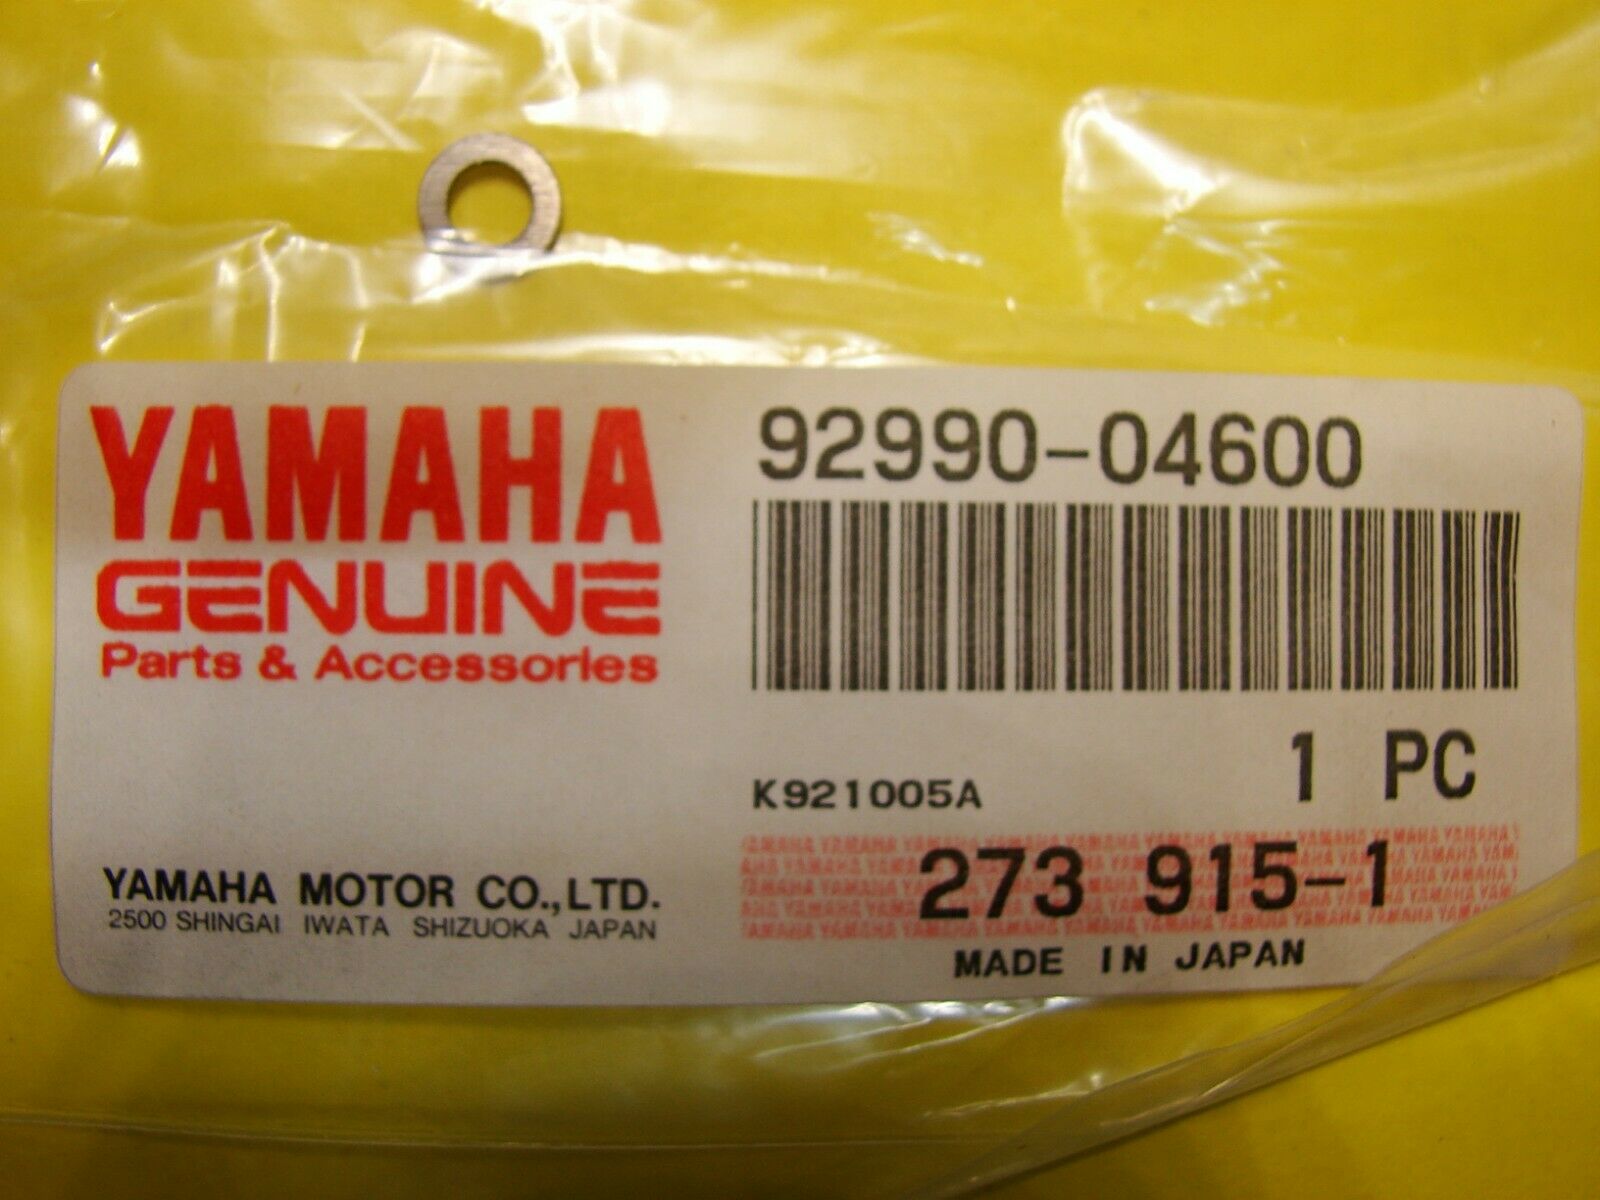 YAMAHA
GENUINE
Parts & Accessories
YAMAHA MOTOR CO.,LTD.
2500 SHINGAI IWATA SHIZUOKA JAPAN
92990-04600
1 PC
K921005A
273 915-1
MADE IN JAPAN